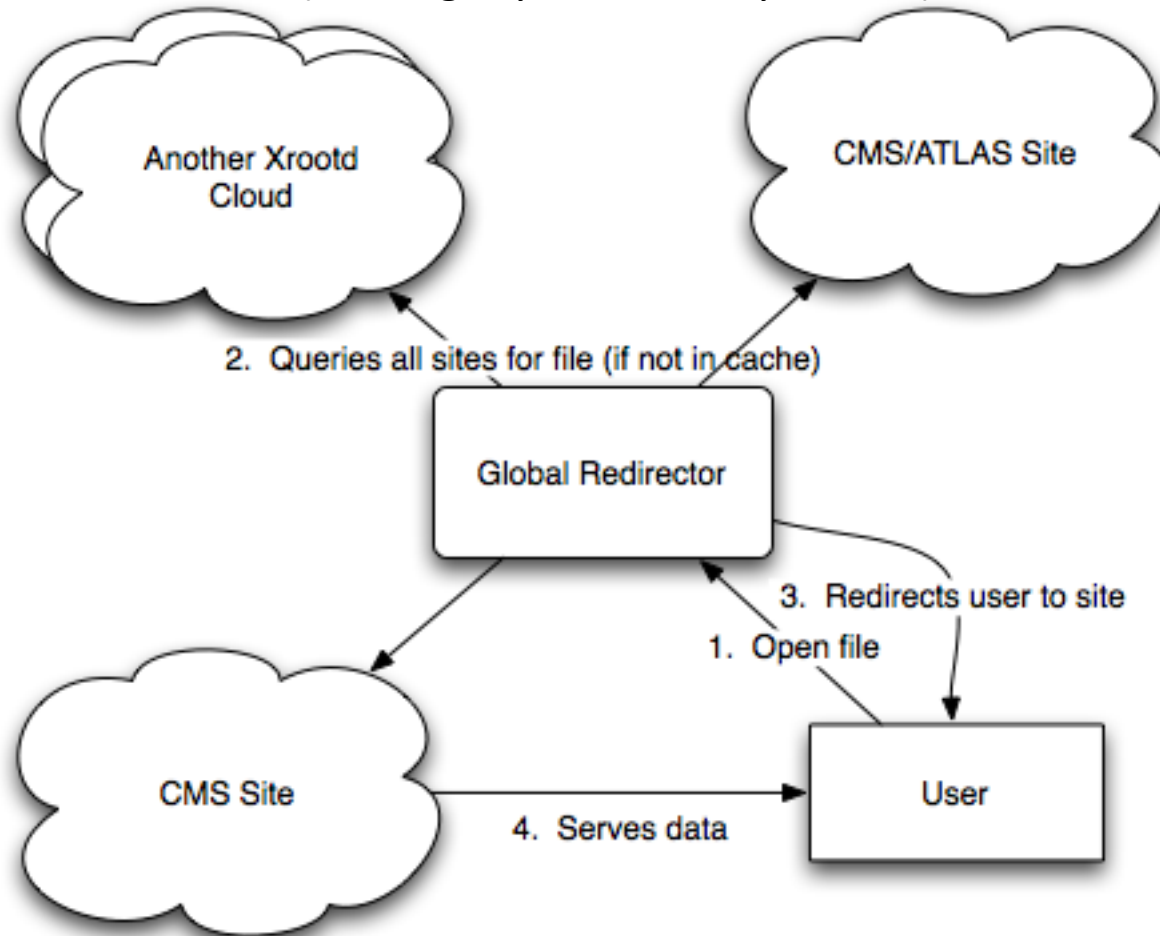 Another Xrootd
Cloud
CMS/ATLAS Site
2. Queries all sites for file (if not in cache)
Global Redirector
3. Redirects user to site
1. Open file
CMS Site
User
4. Serves data